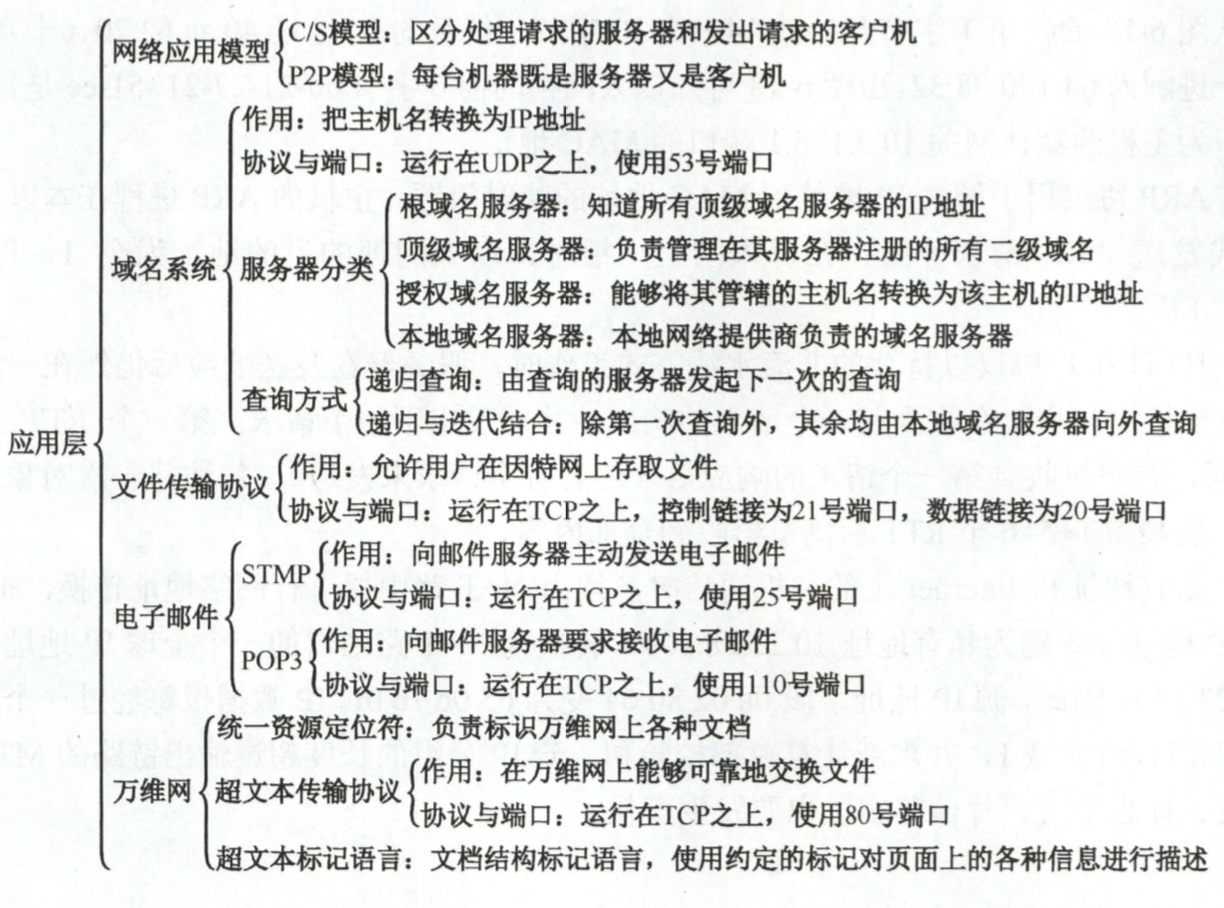 应用层
网络应用模型
C/S模型：区分处理请求的服务器和发出请求的客户机
P2P模型：每台机器既是服务器又是客户机
域名系统
作用：把主机名转换为IP地址
协议与端口：运行在UDP之上，使用53号端口
服务器分类
根域名服务器：知道所有顶级域名服务器的IP地址
顶级域名服务器：负责管理在其服务器注册的所有二级域名
授权域名服务器：能够将其管辖的主机名转换为该主机的IP地址
本地域名服务器：本地网络提供商负责的域名服务器
查询方式
递归查询：由查询的服务器发起下一次的查询
递归与迭代结合：除第一次查询外，其余均由本地域名服务器向外查询
文件传输协议
作用：允许用户在因特网上存取文件
协议与端口：运行在TCP之上，控制链接为21号端口，数据链接为20号端口
电子邮件
STMP
作用：向邮件服务器主动发送电子邮件
协议与端口：运行在TCP之上，使用25号端口
POP3
作用：向邮件服务器要求接收电子邮件
协议与端口：运行在TCP之上，使用110号端口
万维网
统一资源定位符：负责标识万维网上各种文档
超文本传输协议
作用：在万维网上能够可靠地交换文件
协议与端口：运行在TCP之上，使用80号端口
超文本标记语言：文档结构标记语言，使用约定的标记对页面上的各种信息进行描述